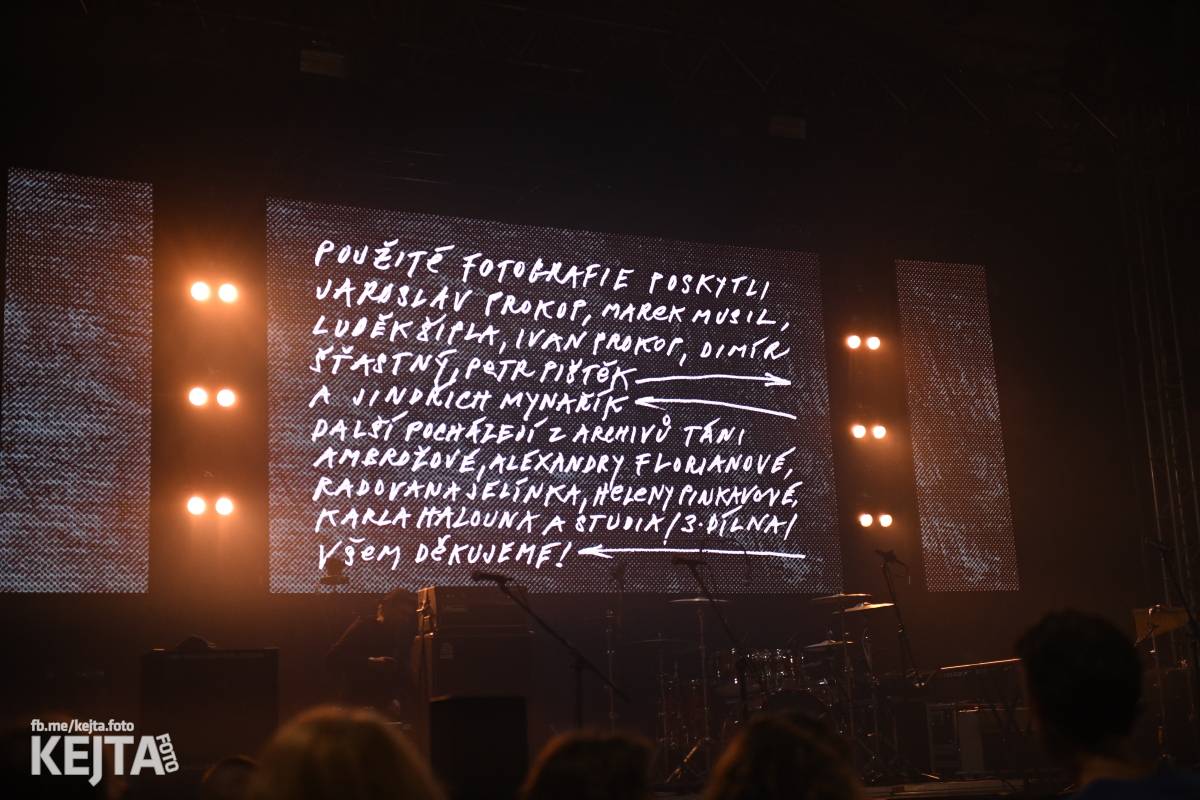 POUŽITÉ FOTOGRAFIE POSKYTLI
JAROSLAV PROKOP, MAREK MUSIL,
LUDĚK ŠÍPLA, IVAN PROKOP, DIMÍR
ŠŤASTNÝ, PETR PIŠTĚK
A JINDŘICH MYNAŘÍK
DALŠÍ POCHÁZEJÍ Z ARCHIVŮ TÁNI
AMBROŽOVÉ, ALEXANDRY FLORIANOVÉ,
RADOVANA JELÍNKA, HELENY PINKAVOVÉ,
KARLA HALOUNA A STUDIA /3. DÍLNA/
VŠEM DĚKUJEME!
fb.me/kejta.foto
KEJTA FOTO